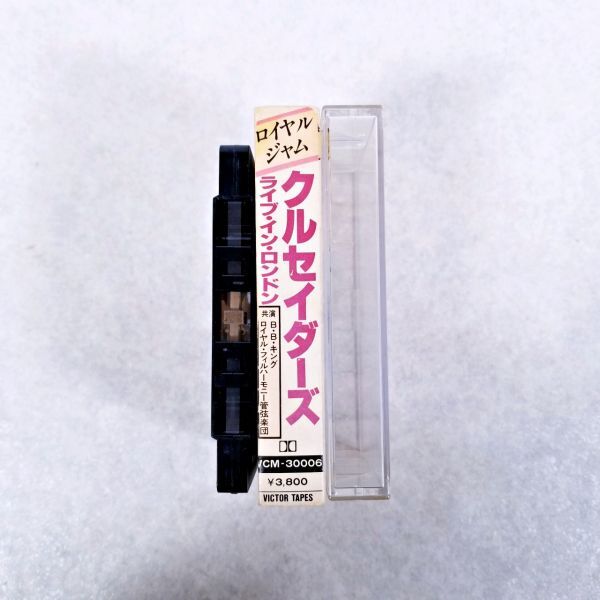 ロイヤル
ジャム
クルセイダーズ
ライブ・イン・ロンドン
共演
B・B・キング
ロイヤル・フィルハーモニー管弦楽団
VCM-30006
¥3,800
VICTOR TAPES